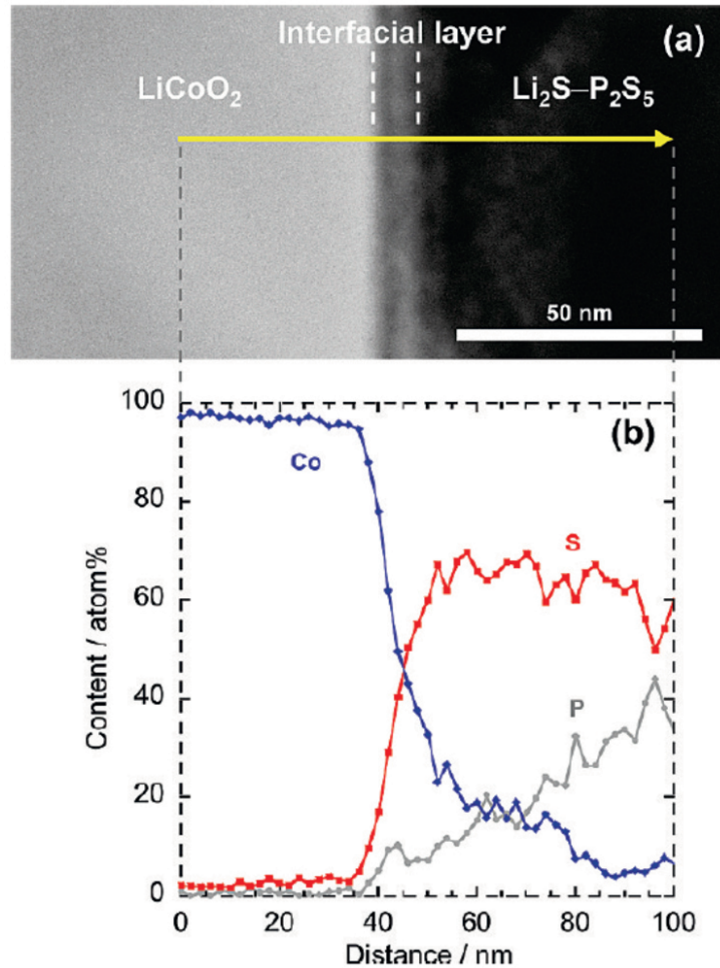 Interfacial layer
(a)
LiCoO₂
Li₂S–P₂S₅
50 nm
100
(b)
Co
80
S
60
40
P
20
0
Content / atom%
0 20 40 60 80 100
Distance / nm